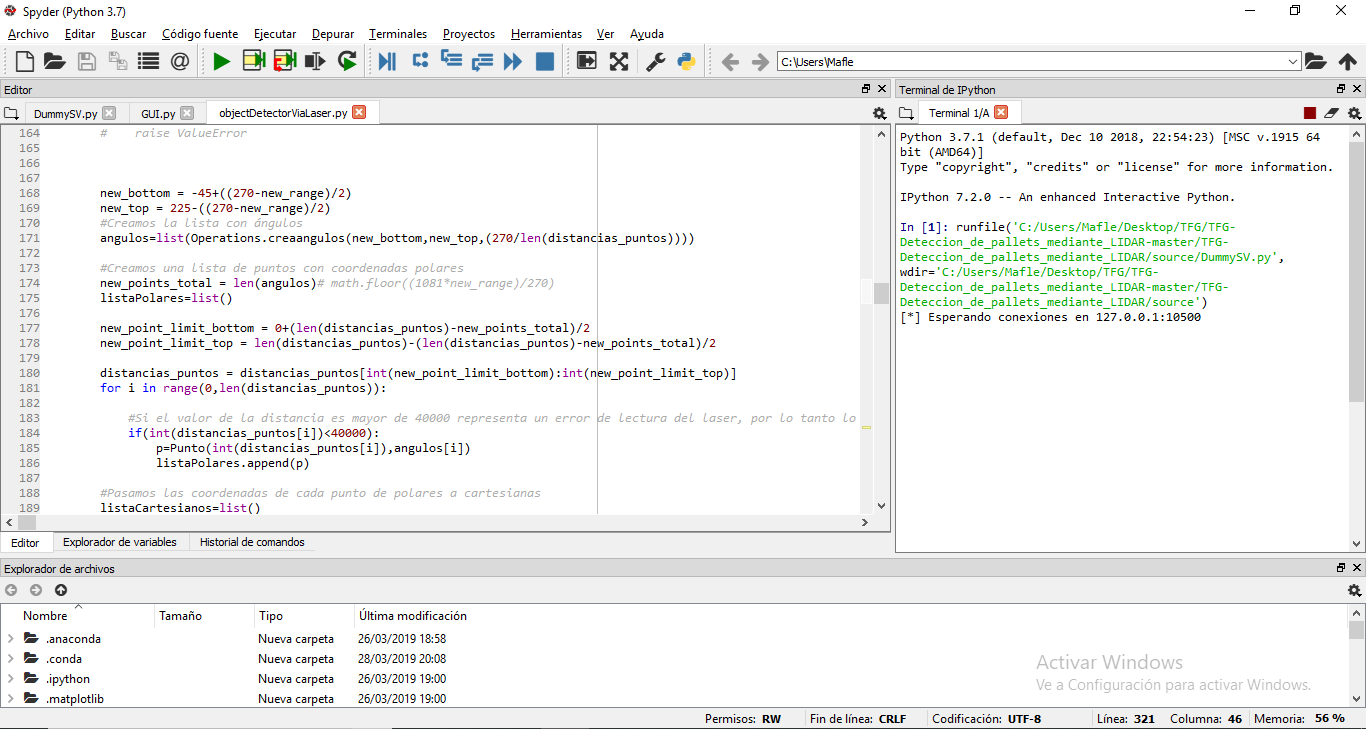 Spyder (Python 3.7)
Archivo Editar Buscar Código fuente Ejecutar Depurar Terminales Proyectos Herramientas Ver Ayuda
C:\Users\Mafle
Editor
DummySV.py GUI.py objectDetectorViaLaser.py
164 # raise ValueError
165
166
167
168 new_bottom = -45+((270-new_range)/2)
169 new_top = 225-((270-new_range)/2)
170 #Creamos la lista con ángulos
171 angulos=list(Operations.creaangulos(new_bottom,new_top,(270/len(distancias_puntos))))
172
173 #Creamos una lista de puntos con coordenadas polares
174 new_points_total = len(angulos)# math.floor((1081*new_range)/270)
175 listaPolares=list()
176
177 new_point_limit_bottom = 0+(len(distancias_puntos)-new_points_total)/2
178 new_point_limit_top = len(distancias_puntos)-(len(distancias_puntos)-new_points_total)/2
179
180 distancias_puntos = distancias_puntos[int(new_point_limit_bottom):int(new_point_limit_top)]
181 for i in range(0,len(distancias_puntos)):
182
183 #Si el valor de la distancia es mayor de 40000 representa un error de lectura del laser, por lo tanto lo
184 if(int(distancias_puntos[i])<40000):
185 p=Punto(int(distancias_puntos[i]),angulos[i])
186 listaPolares.append(p)
187
188 #Pasamos las coordenadas de cada punto de polares a cartesianas
189 listaCartesianos=list()
Editor Explorador de variables Historial de comandos
Terminal de IPython
Terminal 1/A
Python 3.7.1 (default, Dec 10 2018, 22:54:23) [MSC v.1915 64
bit (AMD64)]
Type "copyright", "credits" or "license" for more information.
IPython 7.2.0 -- An enhanced Interactive Python.
In [1]: runfile('C:/Users/Mafle/Desktop/TFG/TFG-
Deteccion_de_pallets_mediante_LIDAR-master/TFG-
Deteccion_de_pallets_mediante_LIDAR/source/DummySV.py',
wdir='C:/Users/Mafle/Desktop/TFG/TFG-
Deteccion_de_pallets_mediante_LIDAR-master/TFG-
Deteccion_de_pallets_mediante_LIDAR/source')
[*] Esperando conexiones en 127.0.0.1:10500
Explorador de archivos
Nombre Tamaño Tipo Última modificación
.anaconda Nueva carpeta 26/03/2019 18:58
.conda Nueva carpeta 28/03/2019 20:08
.ipython Nueva carpeta 26/03/2019 19:00
.matplotlib Nueva carpeta 26/03/2019 19:00
Activar Windows
Ve a Configuración para activar Windows.
Permisos: RW Fin de línea: CRLF Codificación: UTF-8 Línea: 321 Columna: 46 Memoria: 56 %